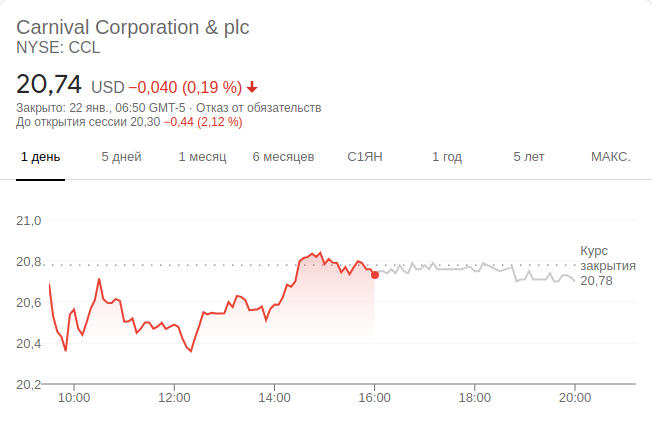 Carnival Corporation & plc
NYSE: CCL
20,74 USD −0,040 (0,19 %)
Закрыто: 22 янв., 06:50 GMT-5 · Отказ от обязательств
До открытия сессии 20,30 −0,44 (2,12 %)
1 день 5 дней 1 месяц 6 месяцев С1ЯН 1 год 5 лет МАКС.
21,0
20,8
20,6
20,4
20,2
Курс
закрытия
20,78
10:00 12:00 14:00 16:00 18:00 20:00